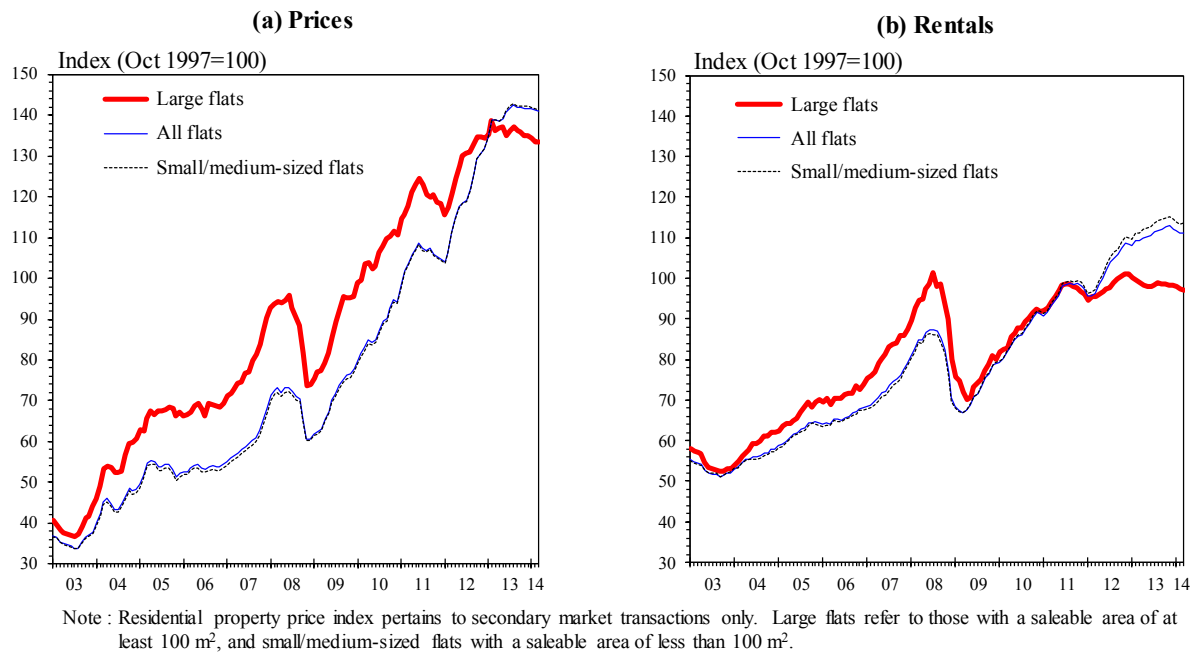 (a) Prices
Index (Oct 1997=100)
150
140
130
120
110
100
90
80
70
60
50
40
30
Large flats
All flats
Small/medium-sized flats
03 04 05 06 07 08 09 10 11 12 13 14
(b) Rentals
Index (Oct 1997=100)
150
140
130
120
110
100
90
80
70
60
50
40
30
Large flats
All flats
Small/medium-sized flats
03 04 05 06 07 08 09 10 11 12 13 14
Note : Residential property price index pertains to secondary market transactions only. Large flats refer to those with a saleable area of at
least 100 m², and small/medium-sized flats with a saleable area of less than 100 m².